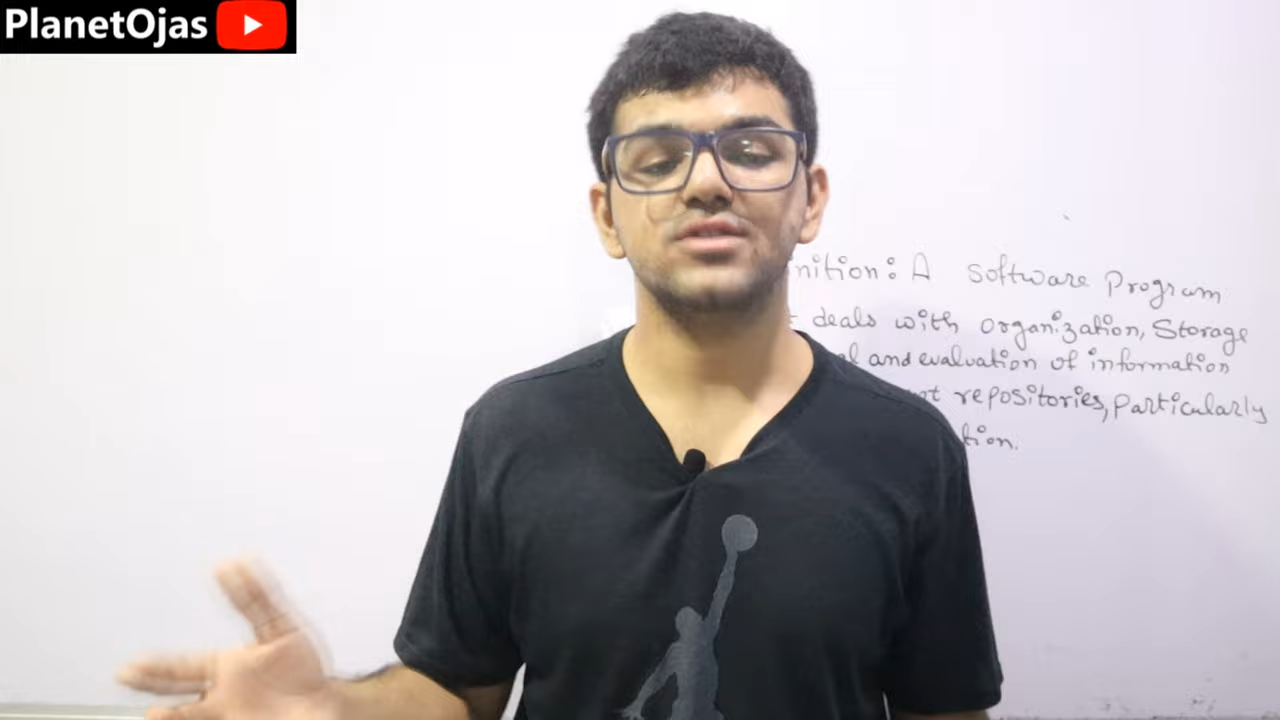 PlanetOjas
nition: A software Program
deals with organization, Storage
and evaluation of information
repositories, particularly
tion.